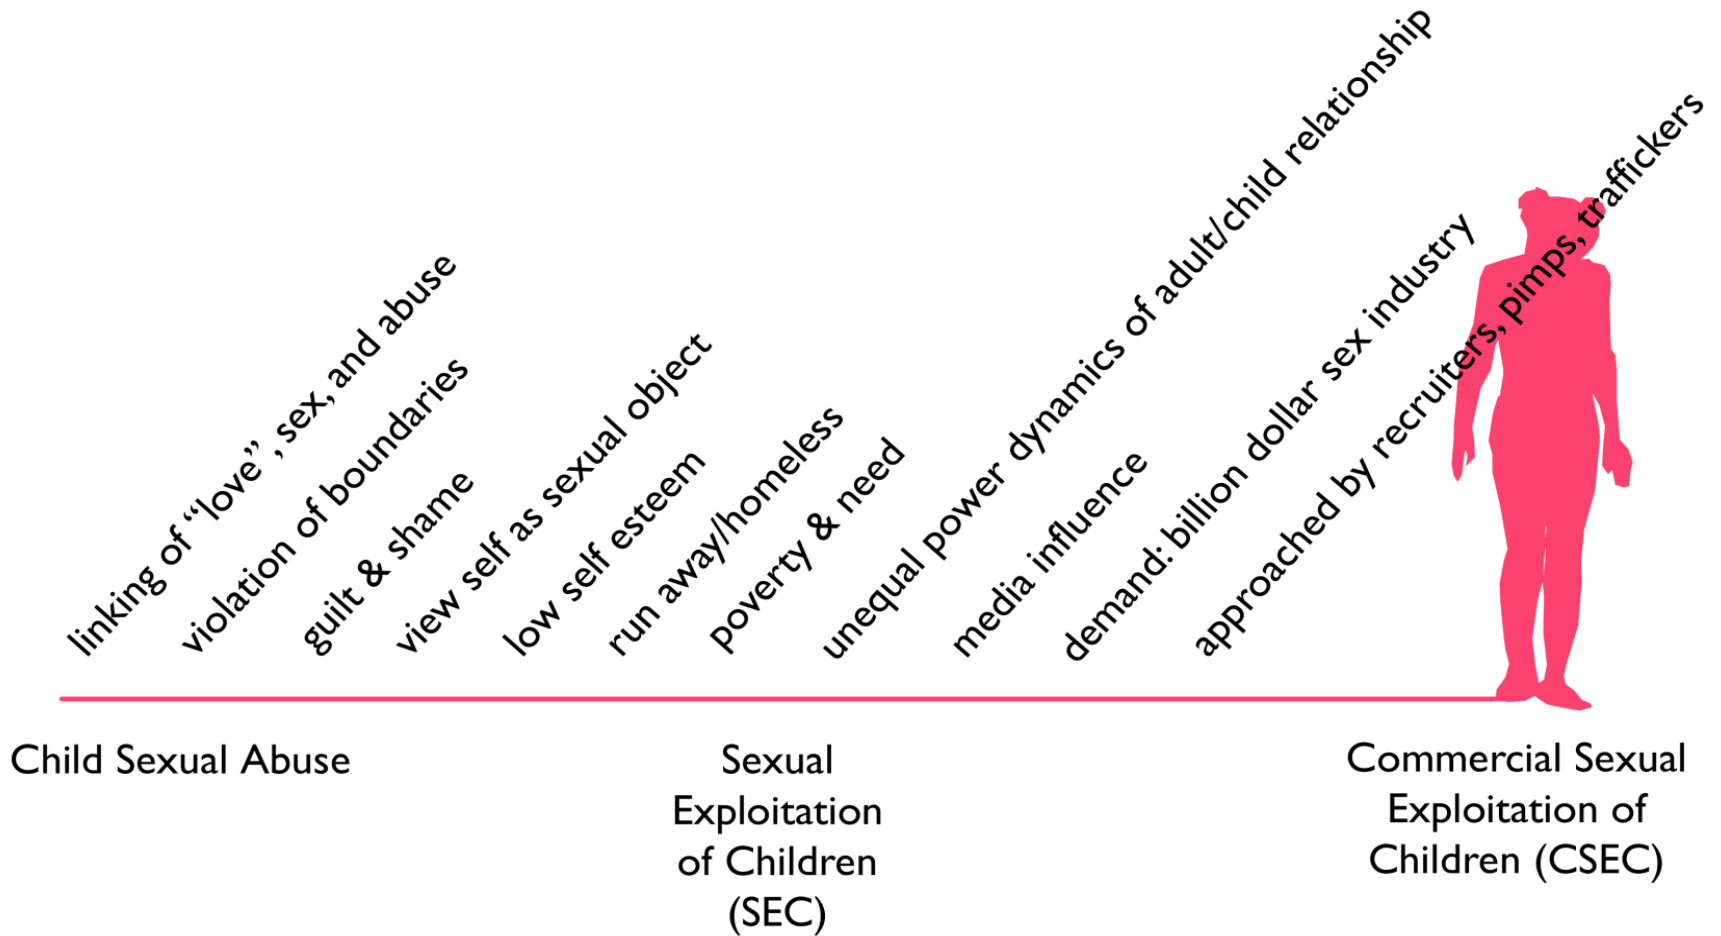 linking of “love”, sex, and abuse
violation of boundaries
guilt & shame
view self as sexual object
low self esteem
run away/homeless
poverty & need
unequal power dynamics of adult/child relationship
media influence
demand: billion dollar sex industry
approached by recruiters, pimps, traffickers
Child Sexual Abuse
Sexual
Exploitation
of Children
(SEC)
Commercial Sexual
Exploitation of
Children (CSEC)